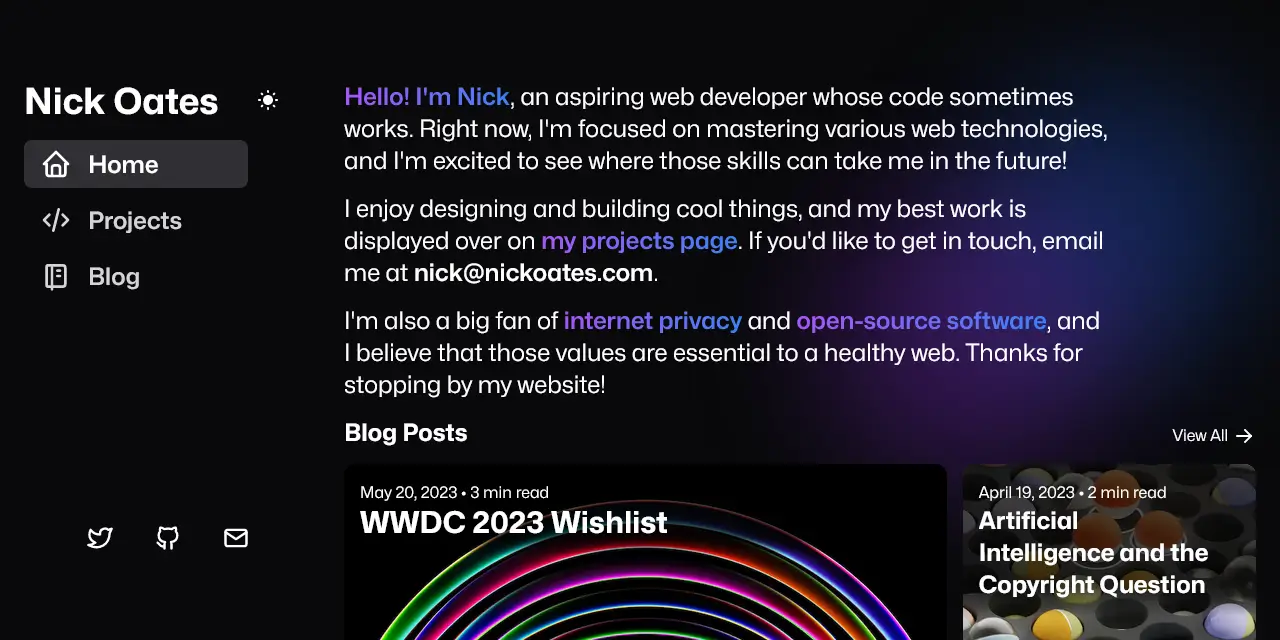 Nick Oates
Home
Projects
Blog
Hello! I'm Nick, an aspiring web developer whose code sometimes
works. Right now, I'm focused on mastering various web technologies,
and I'm excited to see where those skills can take me in the future!
I enjoy designing and building cool things, and my best work is
displayed over on my projects page. If you'd like to get in touch, email
me at nick@nickoates.com.
I'm also a big fan of internet privacy and open-source software, and
I believe that those values are essential to a healthy web. Thanks for
stopping by my website!
Blog Posts
View All
May 20, 2023 • 3 min read
WWDC 2023 Wishlist
April 19, 2023 • 2 min read
Artificial
Intelligence and the
Copyright Question